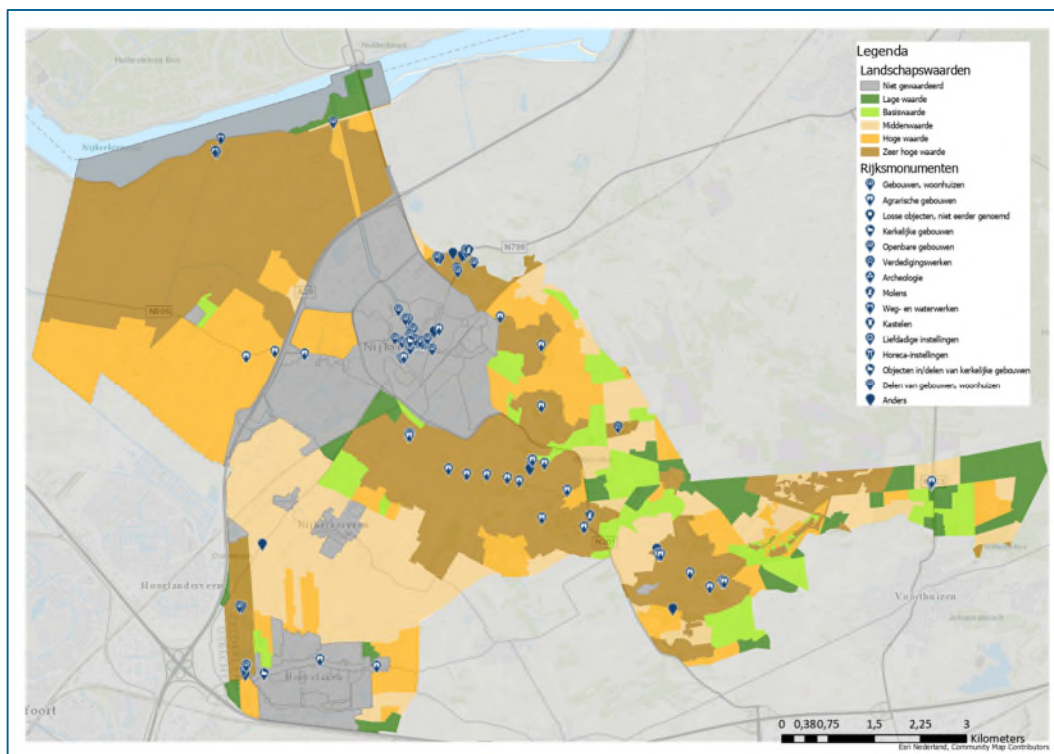 Legenda
Landschapswaarden
Niet gewaardeerd
Lage waarde
Basiswaarde
Middenwaarde
Hoge waarde
Zeer hoge waarde
Rijksmonumenten
Gebouwen, woonhuizen
Agrarische gebouwen
Losse objecten, niet eerder genoemd
Kerkelijke gebouwen
Openbare gebouwen
Verdedigingswerken
Archeologie
Molens
Weg- en waterwerken
Kastelen
Liefdadige instellingen
Horeca-instellingen
Objecten in/delen van kerkelijke gebouwen
Delen van gebouwen, woonhuizen
Anders
N798
A28
Nijkerkerveen
Hooglanderveen
Voorthuizen
foort
0 0,38 0,75 1,5 2,25 3
Kilometers
Esri Nederland, Community Map Contributors